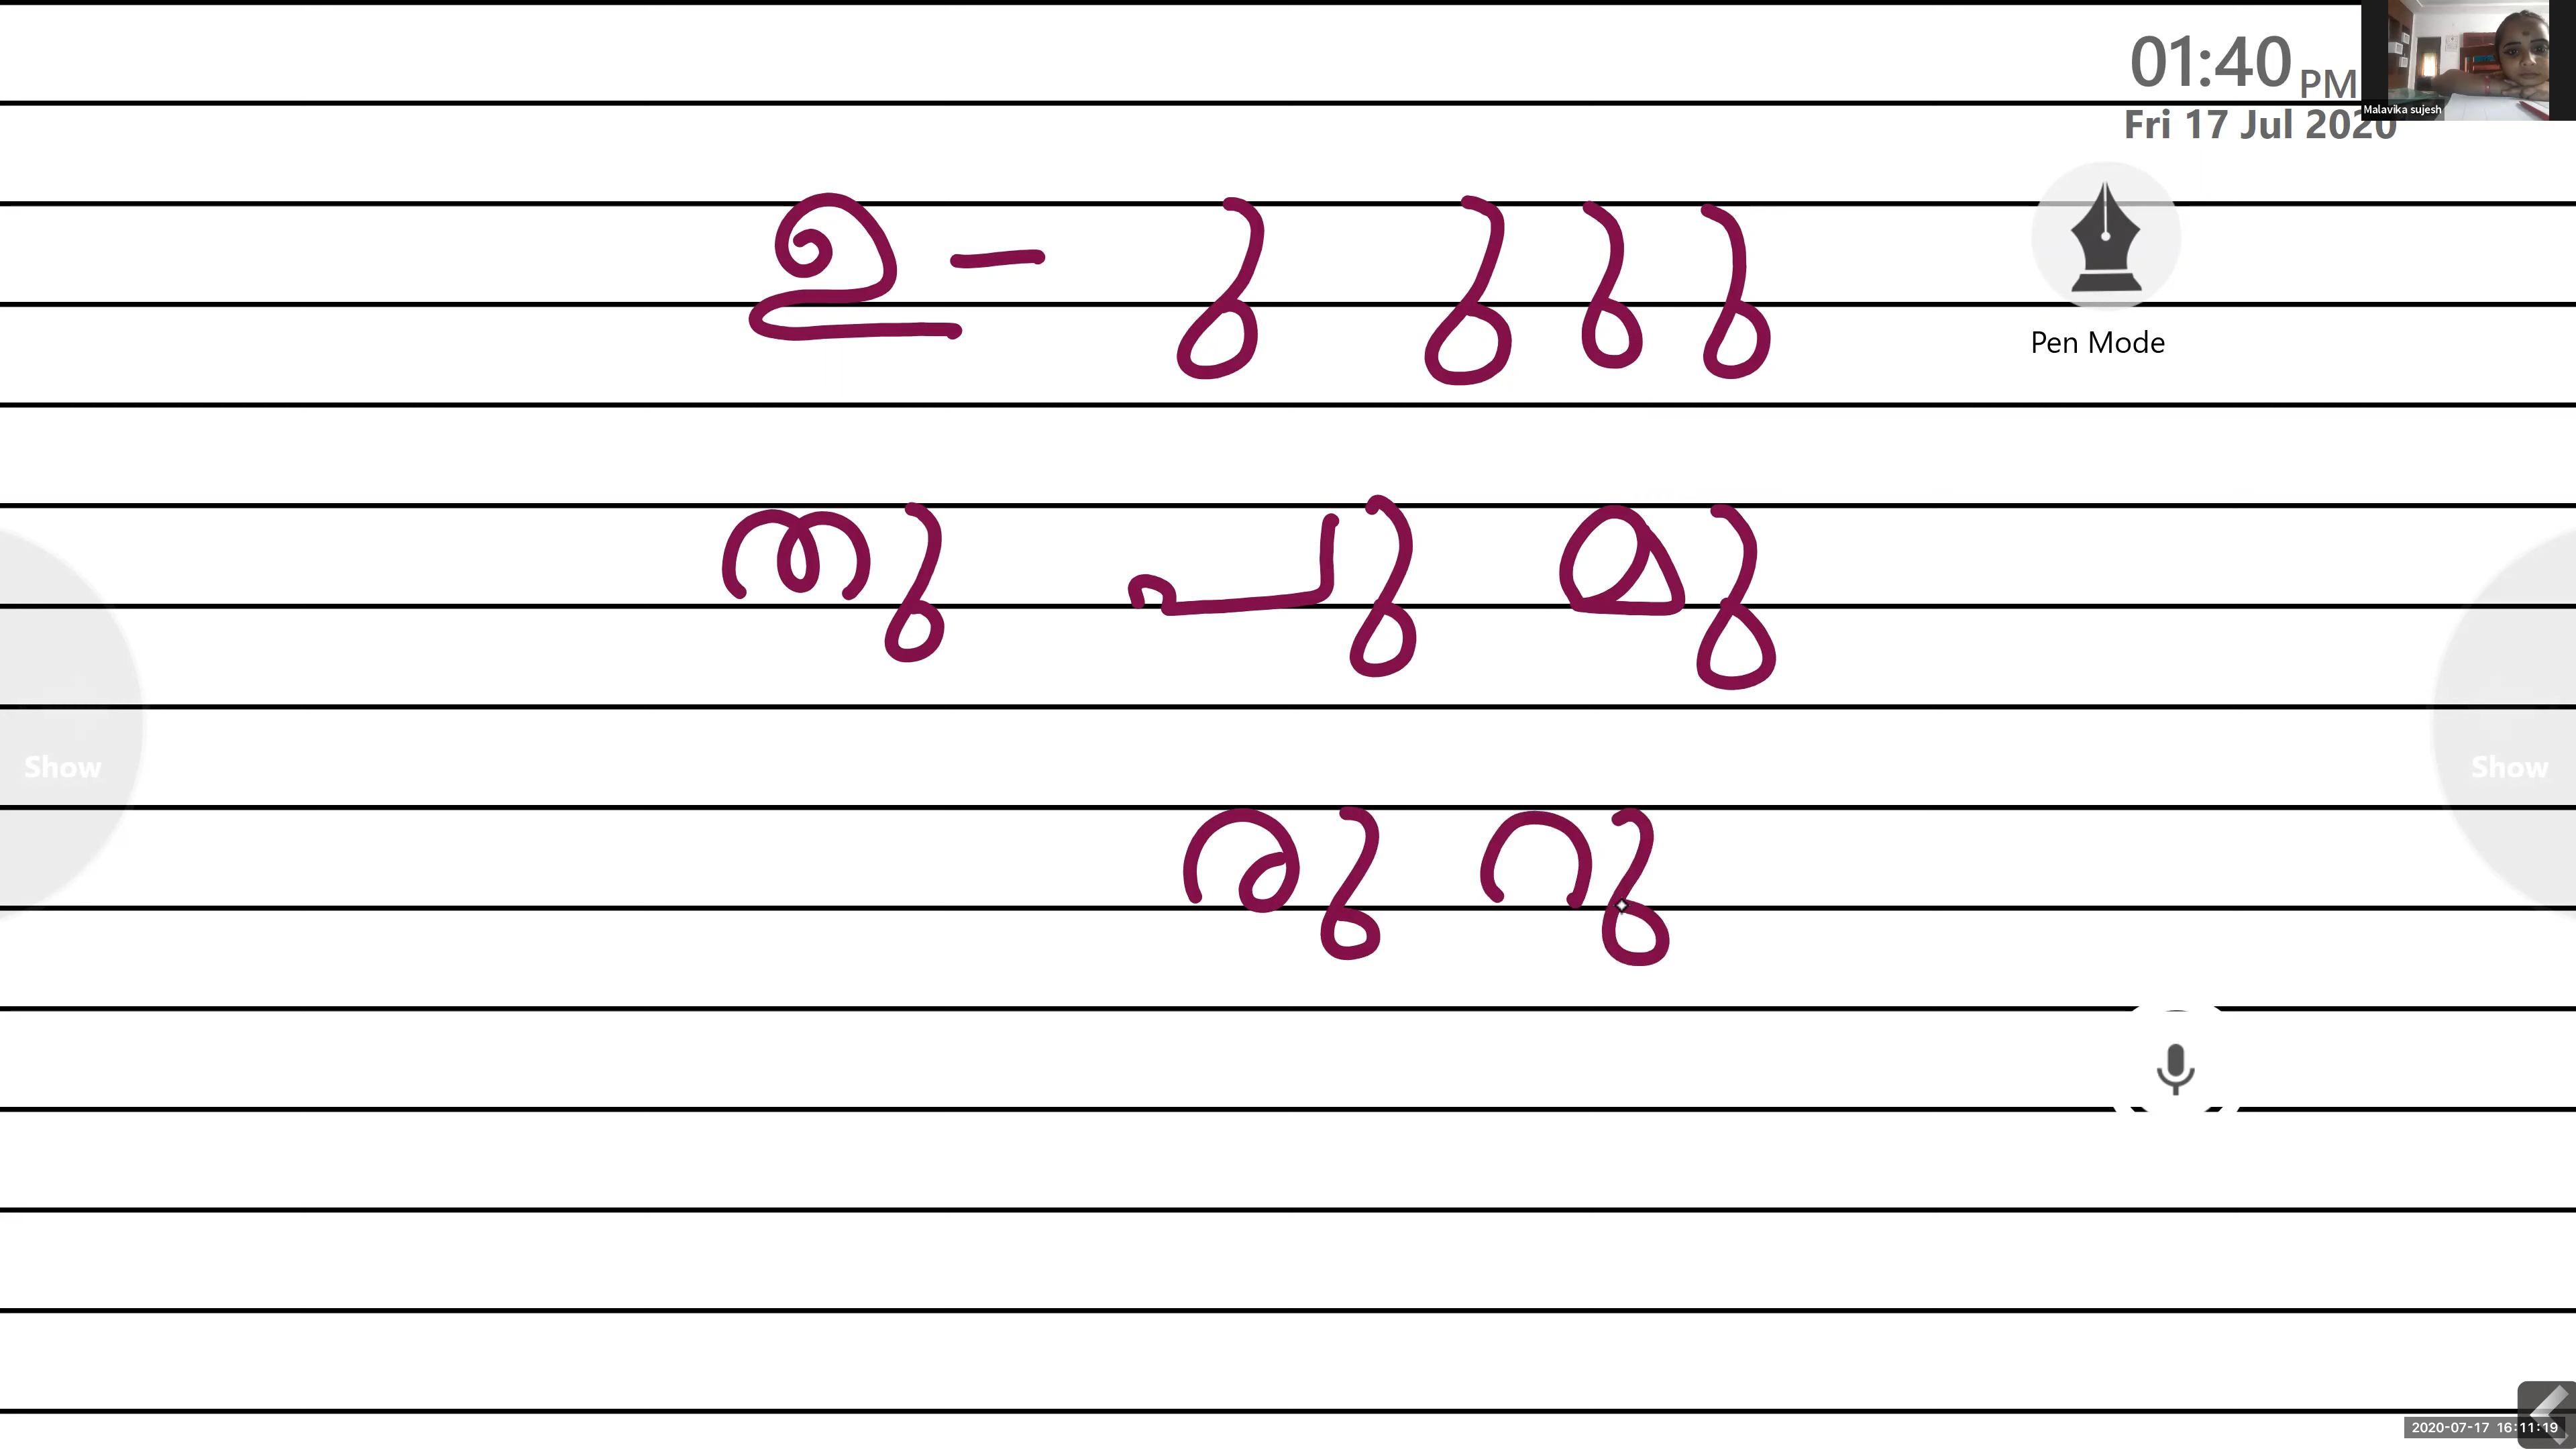 01:40 PM
Malavika sujesh
Fri 17 Jul 2020
ഉ – ു ു ു ു
Pen Mode
തു പു മു
Show Show
രു റു
2020-07-17 16:11:19